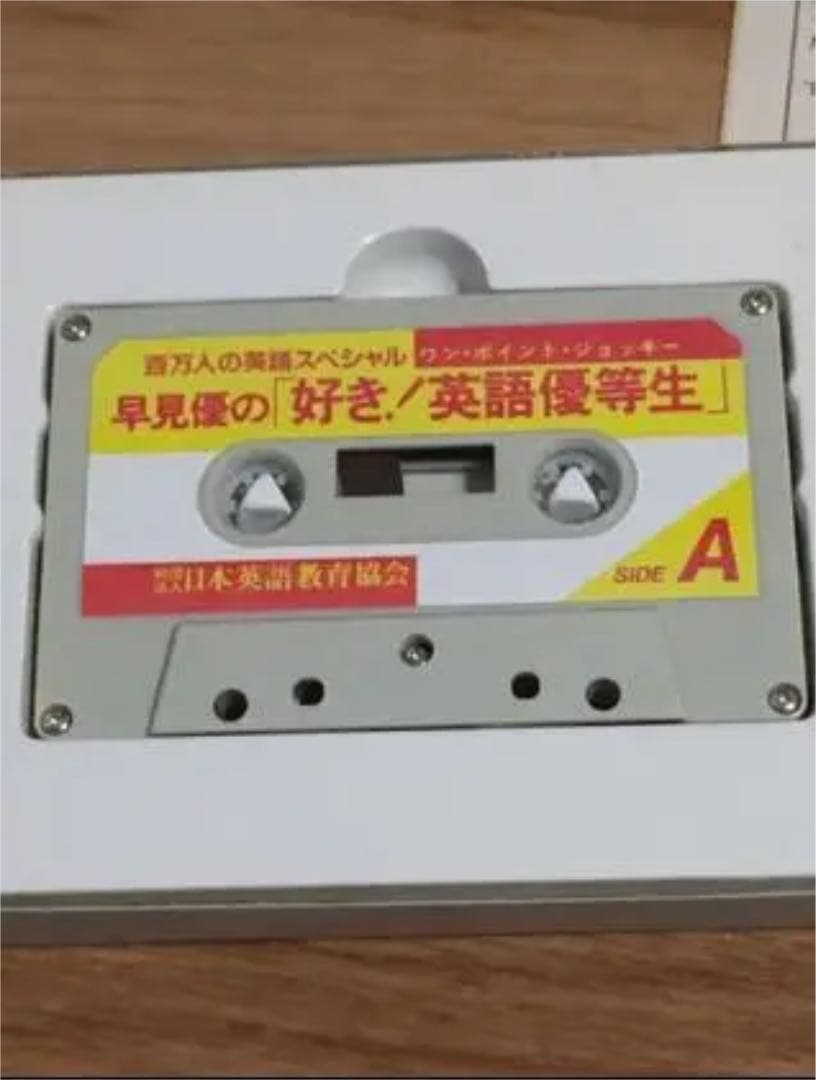 百万人の英語スペシャル ワン・ポイント・ジョッキー
早見優の「好き!英語優等生」
日本英語教育協会
SIDE A